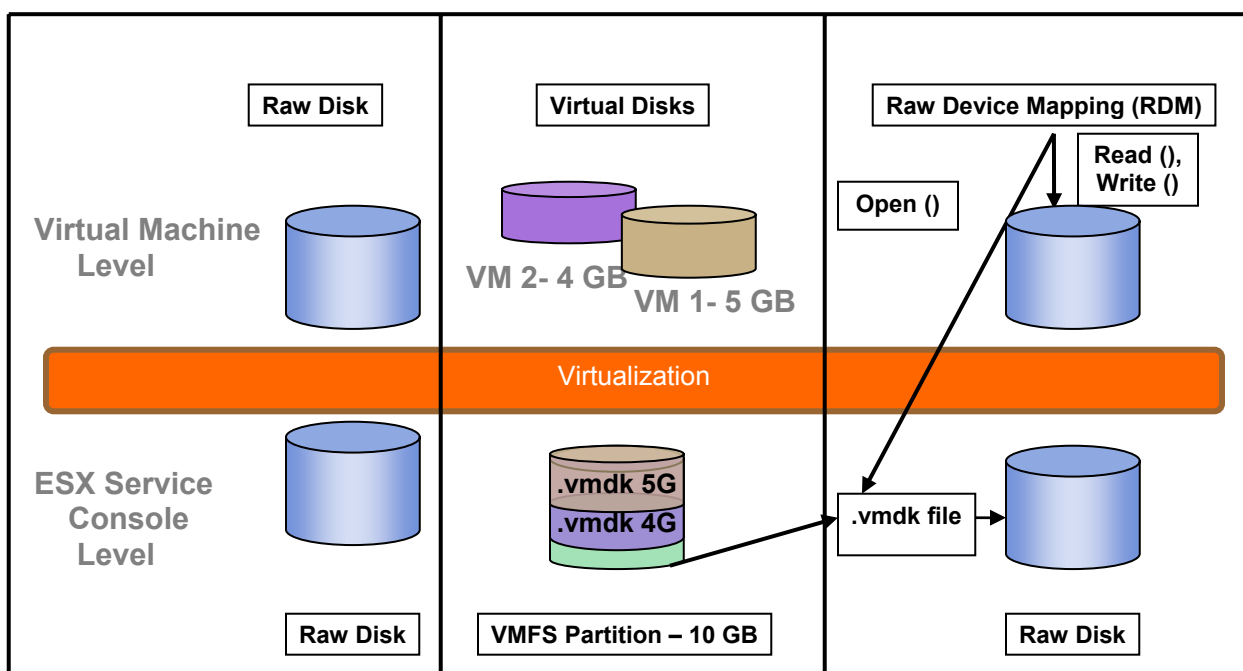 Raw Disk
Virtual Disks
Raw Device Mapping (RDM)
Read (),
Write ()
Open ()
Virtual Machine
Level
VM 2- 4 GB
VM 1- 5 GB
Virtualization
ESX Service
Console
Level
.vmdk 5G
.vmdk 4G
.vmdk file
Raw Disk
VMFS Partition – 10 GB
Raw Disk